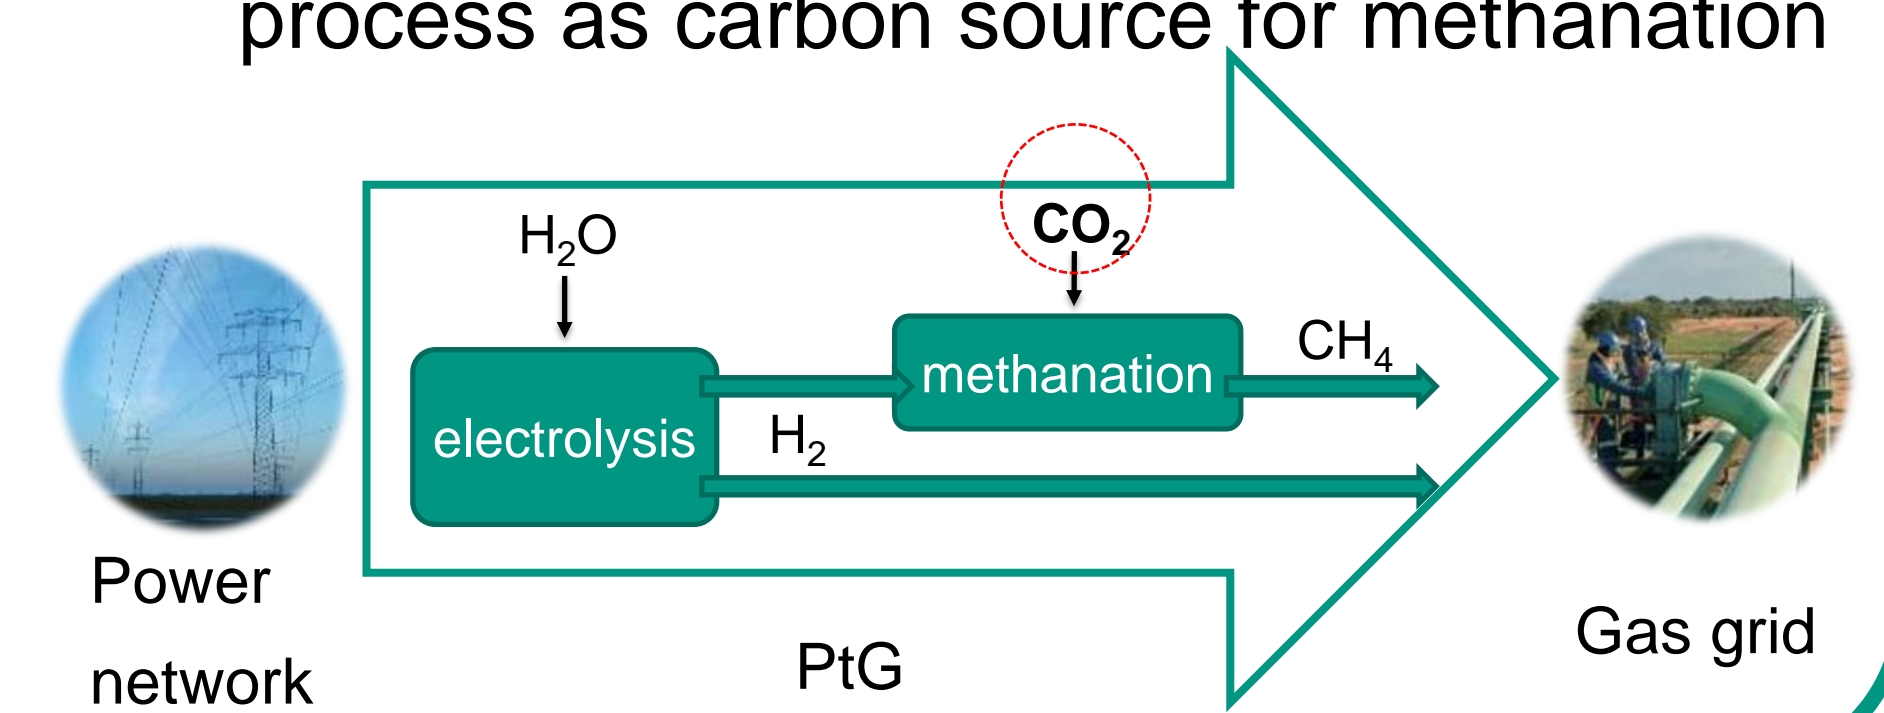 process as carbon source for methanation
H₂O
CO₂
electrolysis
H₂
methanation
CH₄
Power
network
PtG
Gas grid